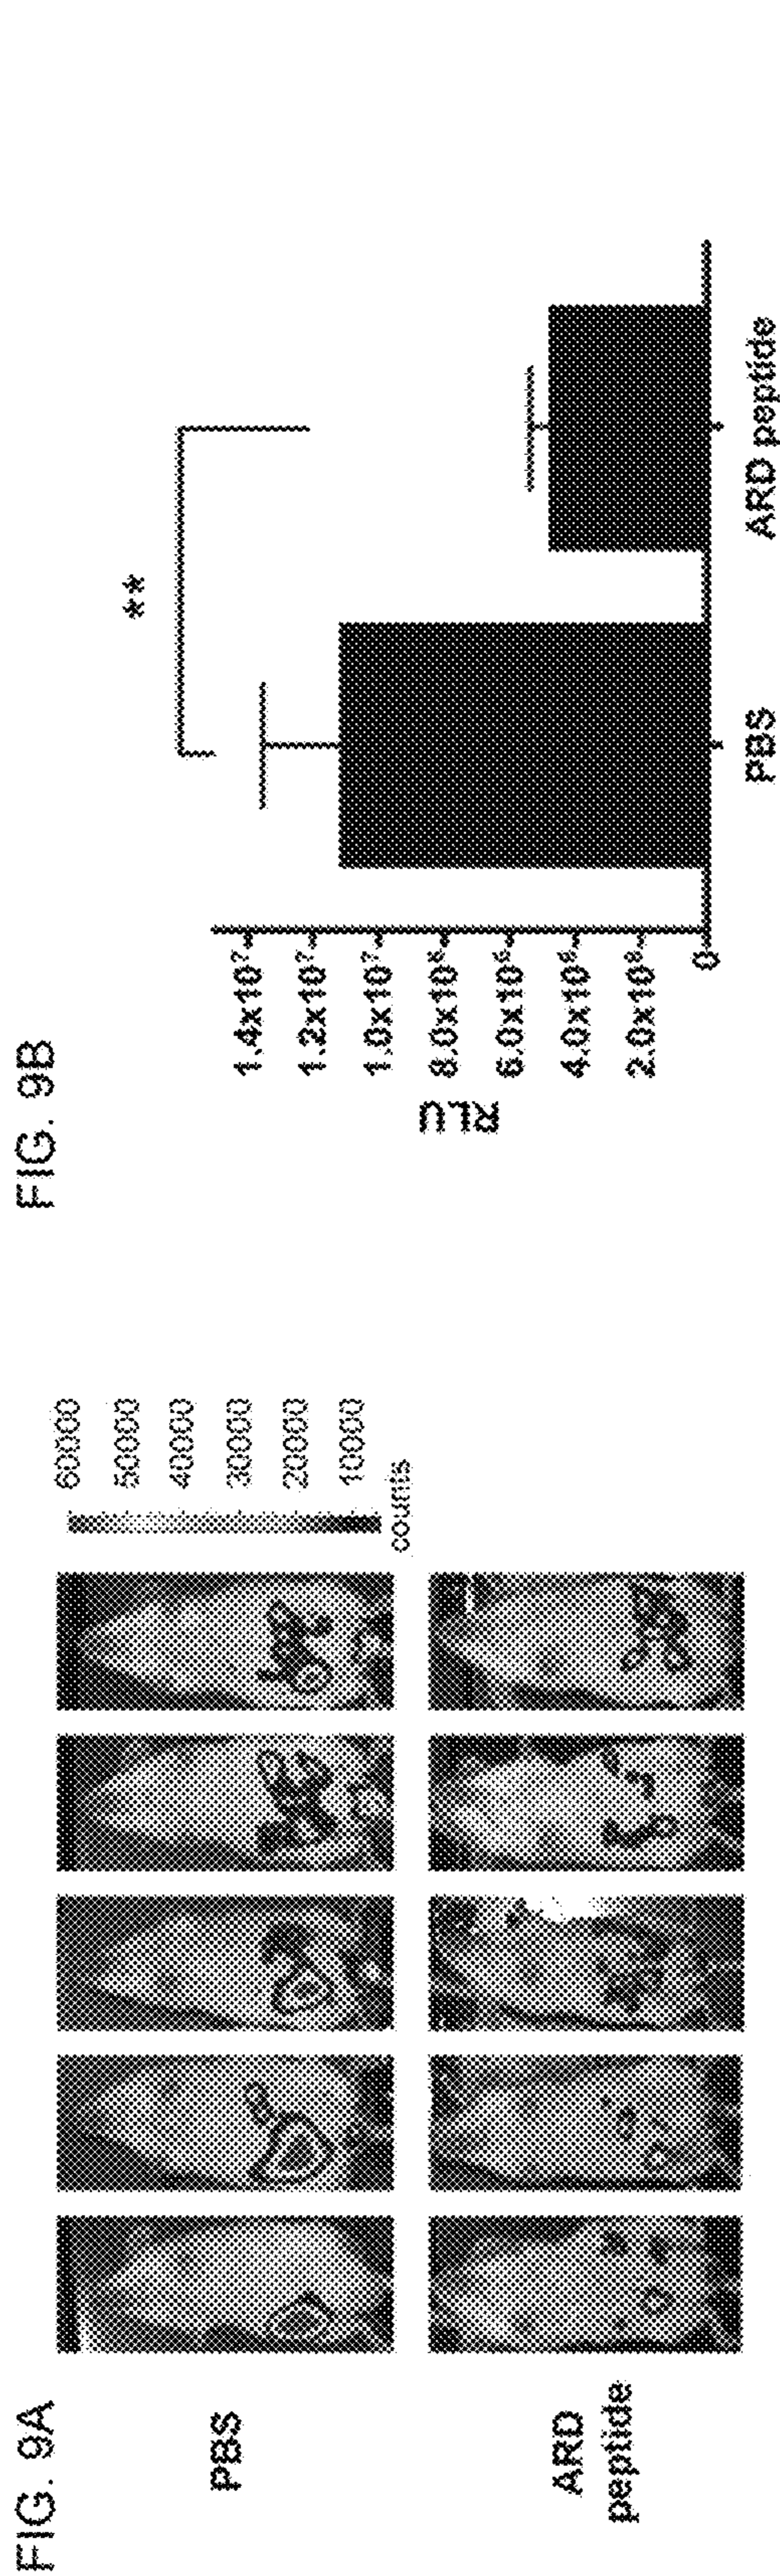 FIG. 9A
PBS
ARD
peptide
60000
50000
40000
30000
20000
10000
counts
FIG. 9B
RLU
1.4x10⁷
1.2x10⁷
1.0x10⁷
8.0x10⁶
6.0x10⁶
4.0x10⁶
2.0x10⁶
0
**
PBS
ARD peptide